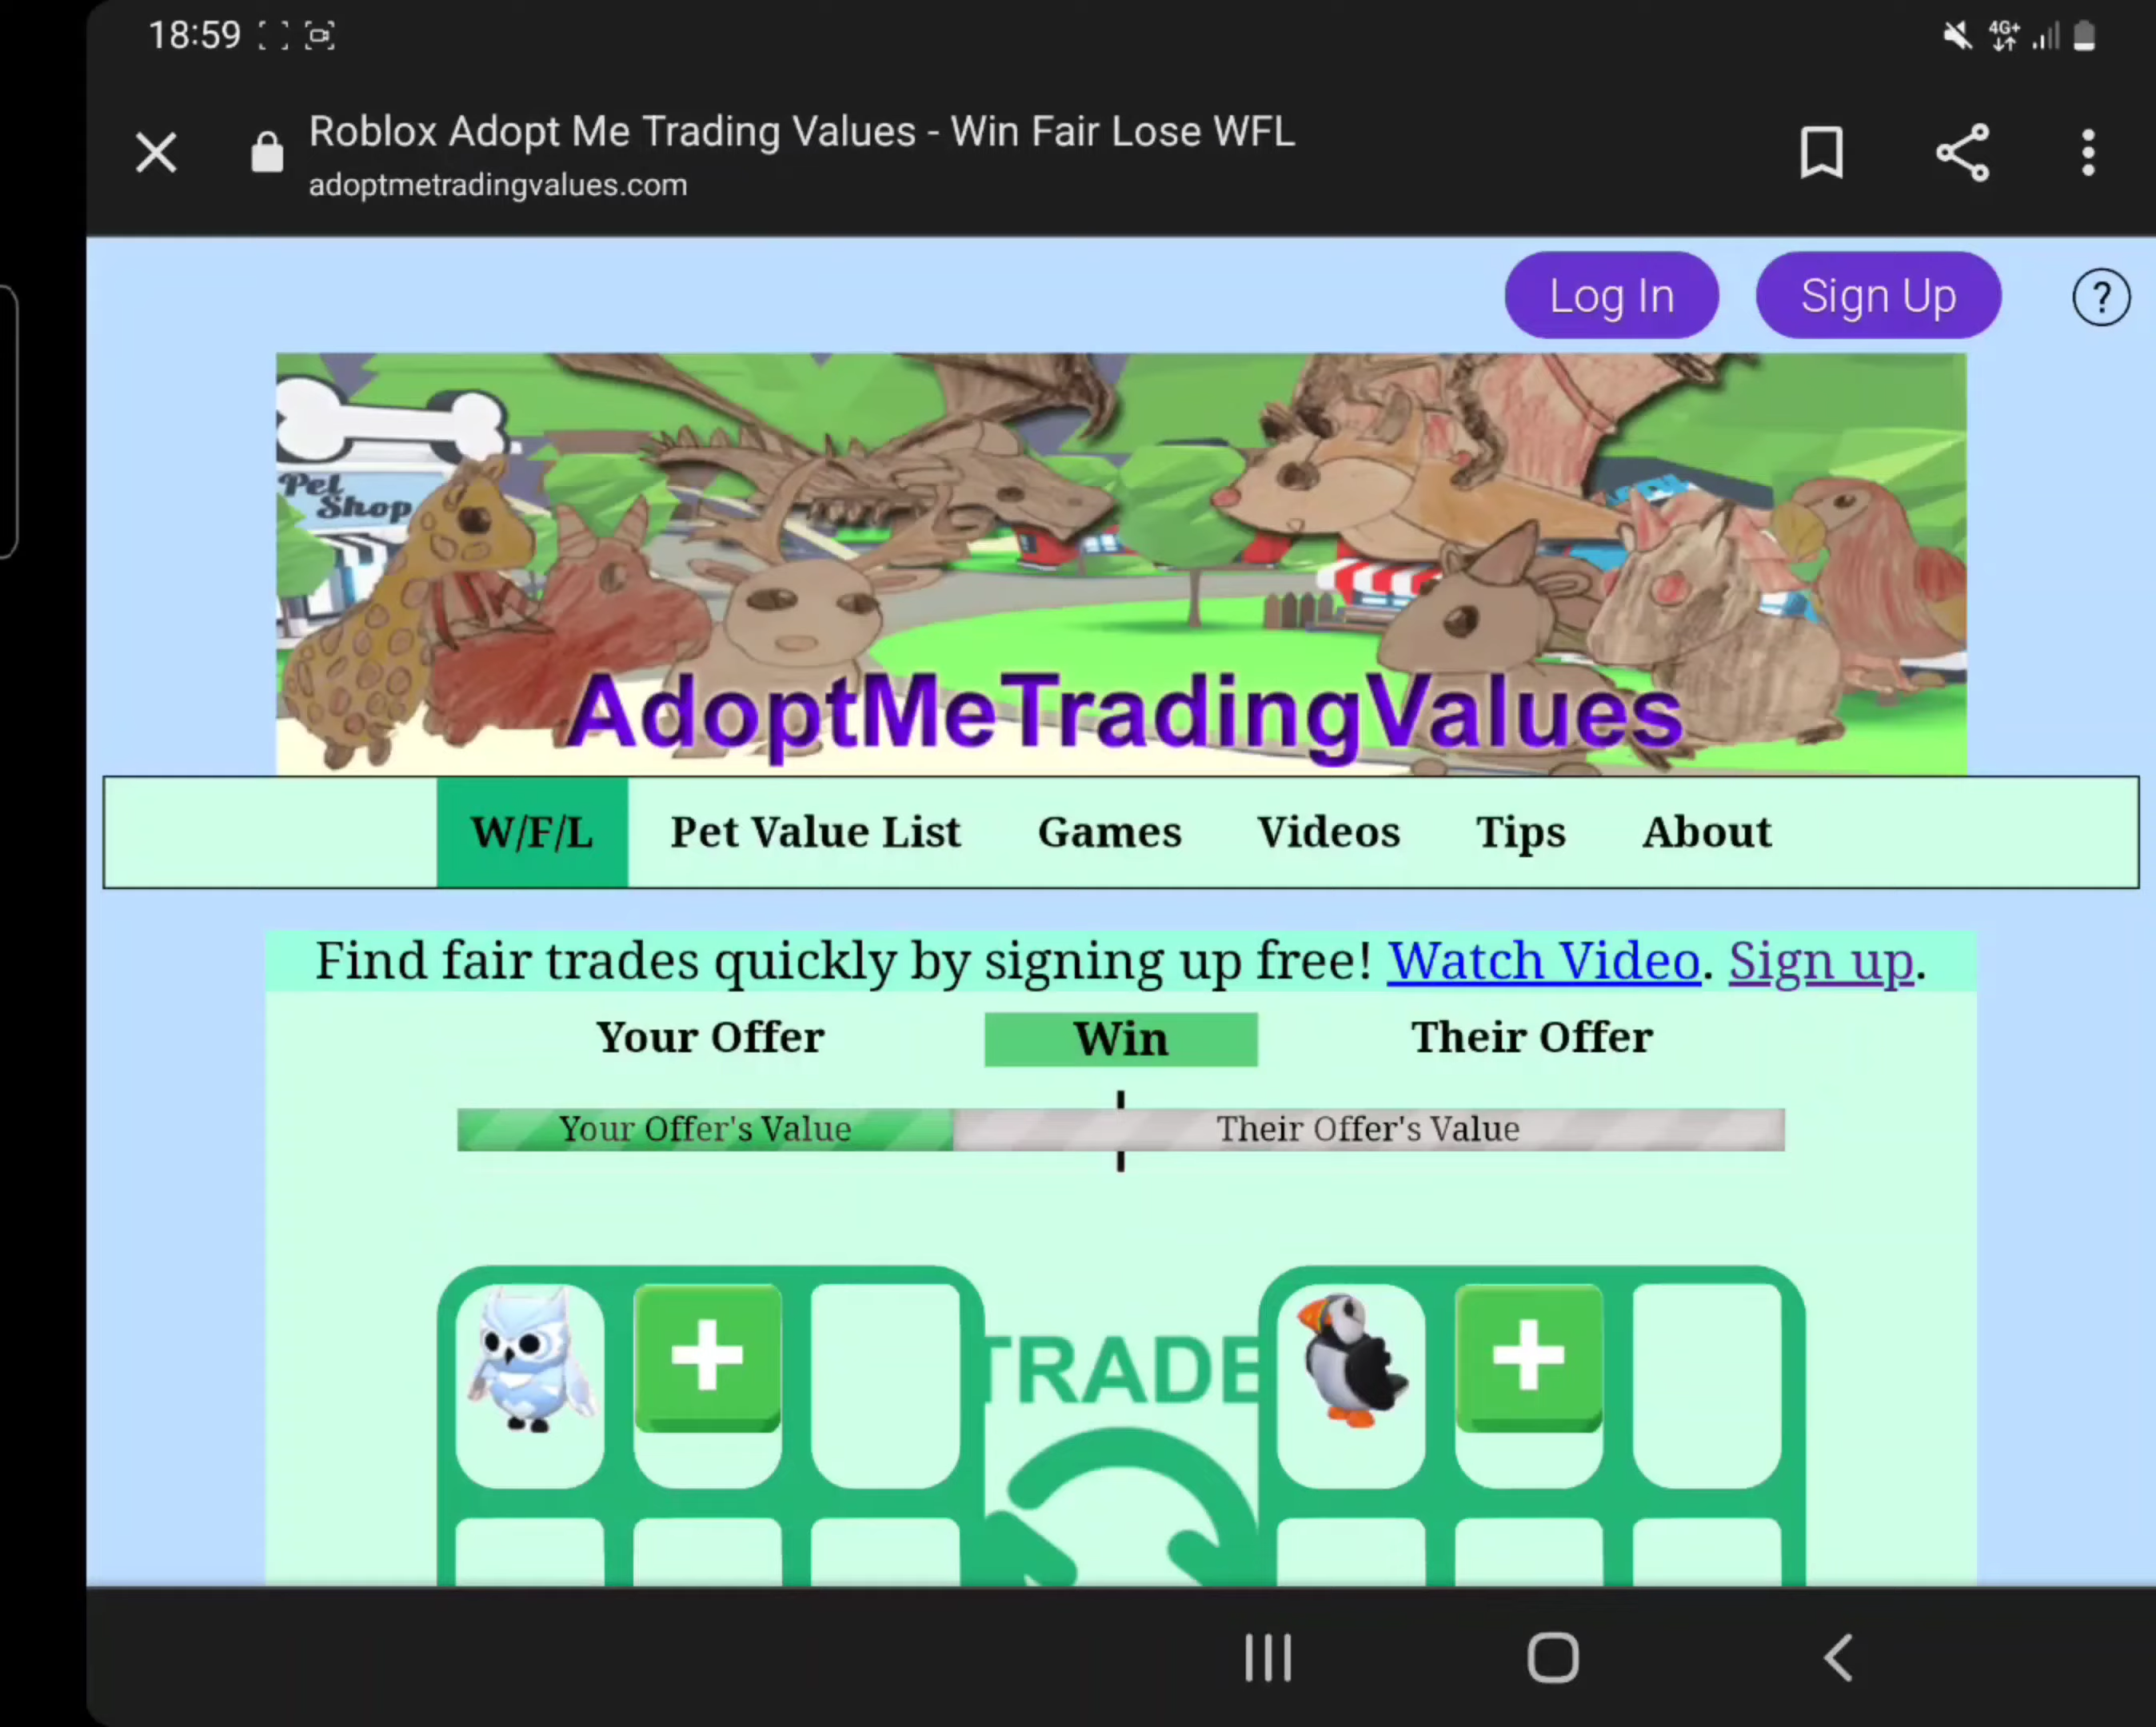 18:59
4G+
Roblox Adopt Me Trading Values - Win Fair Lose WFL
adoptmetradingvalues.com
Log In Sign Up ?
Pet
Shop
AdoptMeTradingValues
W/F/L Pet Value List Games Videos Tips About
Find fair trades quickly by signing up free! Watch Video. Sign up.
Your Offer Win Their Offer
Your Offer's Value Their Offer's Value
TRADE